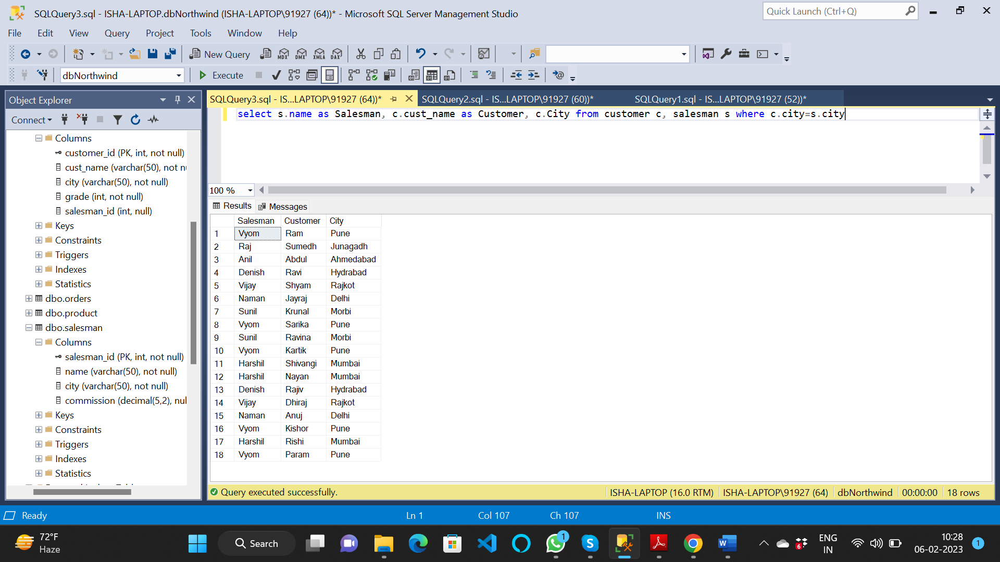 SQLQuery3.sql - ISHA-LAPTOP.dbNorthwind (ISHA-LAPTOP\91927 (64))* - Microsoft SQL Server Management Studio
Quick Launch (Ctrl+Q)
File Edit View Query Project Tools Window Help
New Query MDX DMX XMLA DAX
dbNorthwind Execute
Object Explorer
Connect
Columns
customer_id (PK, int, not null)
cust_name (varchar(50), not nu
city (varchar(50), not null)
grade (int, not null)
salesman_id (int, null)
Keys
Constraints
Triggers
Indexes
Statistics
dbo.orders
dbo.product
dbo.salesman
Columns
salesman_id (PK, int, not null)
name (varchar(50), not null)
city (varchar(50), not null)
commission (decimal(5,2), nul
Keys
Constraints
Triggers
Indexes
Statistics
SQLQuery3.sql - IS...LAPTOP\91927 (64))* SQLQuery2.sql - IS...LAPTOP\91927 (60))* SQLQuery1.sql - IS...LAPTOP\91927 (52))*
select s.name as Salesman, c.cust_name as Customer, c.City from customer c, salesman s where c.city=s.city
100 %
Results Messages
Salesman Customer City
1 Vyom Ram Pune
2 Raj Sumedh Junagadh
3 Anil Abdul Ahmedabad
4 Denish Ravi Hydrabad
5 Vijay Shyam Rajkot
6 Naman Jayraj Delhi
7 Sunil Krunal Morbi
8 Vyom Sarika Pune
9 Sunil Ravina Morbi
10 Vyom Kartik Pune
11 Harshil Shivangi Mumbai
12 Harshil Nayan Mumbai
13 Denish Rajiv Hydrabad
14 Vijay Dhiraj Rajkot
15 Naman Anuj Delhi
16 Vyom Kishor Pune
17 Harshil Rishi Mumbai
18 Vyom Param Pune
Query executed successfully. ISHA-LAPTOP (16.0 RTM) ISHA-LAPTOP\91927 (64) dbNorthwind 00:00:00 18 rows
Ready Ln 1 Col 107 Ch 107 INS
72°F
Haze
Search
1
6
ENG
IN
10:28
06-02-2023
1